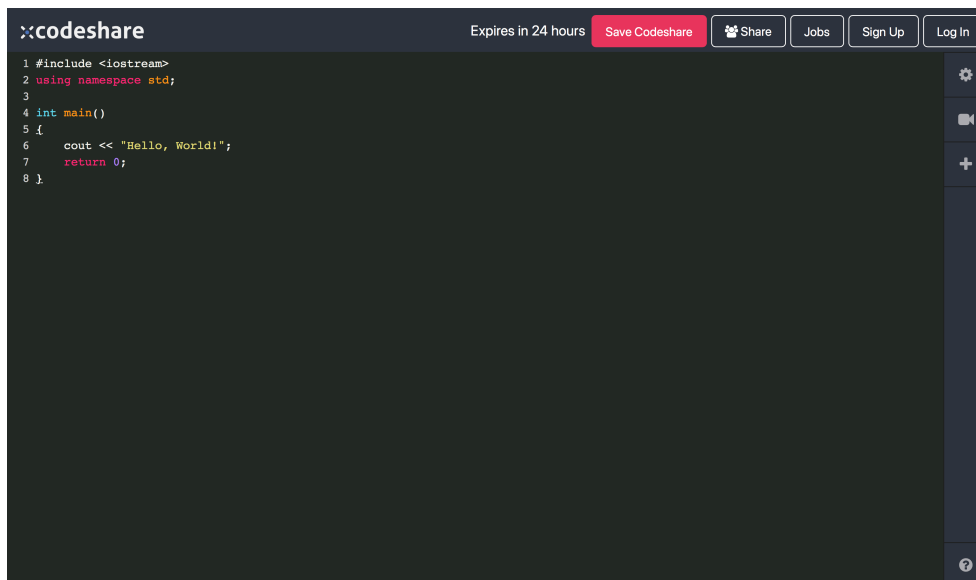 xcodeshare
Expires in 24 hours
Save Codeshare
Share
Jobs
Sign Up
Log In
1 #include <iostream>
2 using namespace std;
3
4 int main()
5 {
6     cout << "Hello, World!";
7     return 0;
8 }